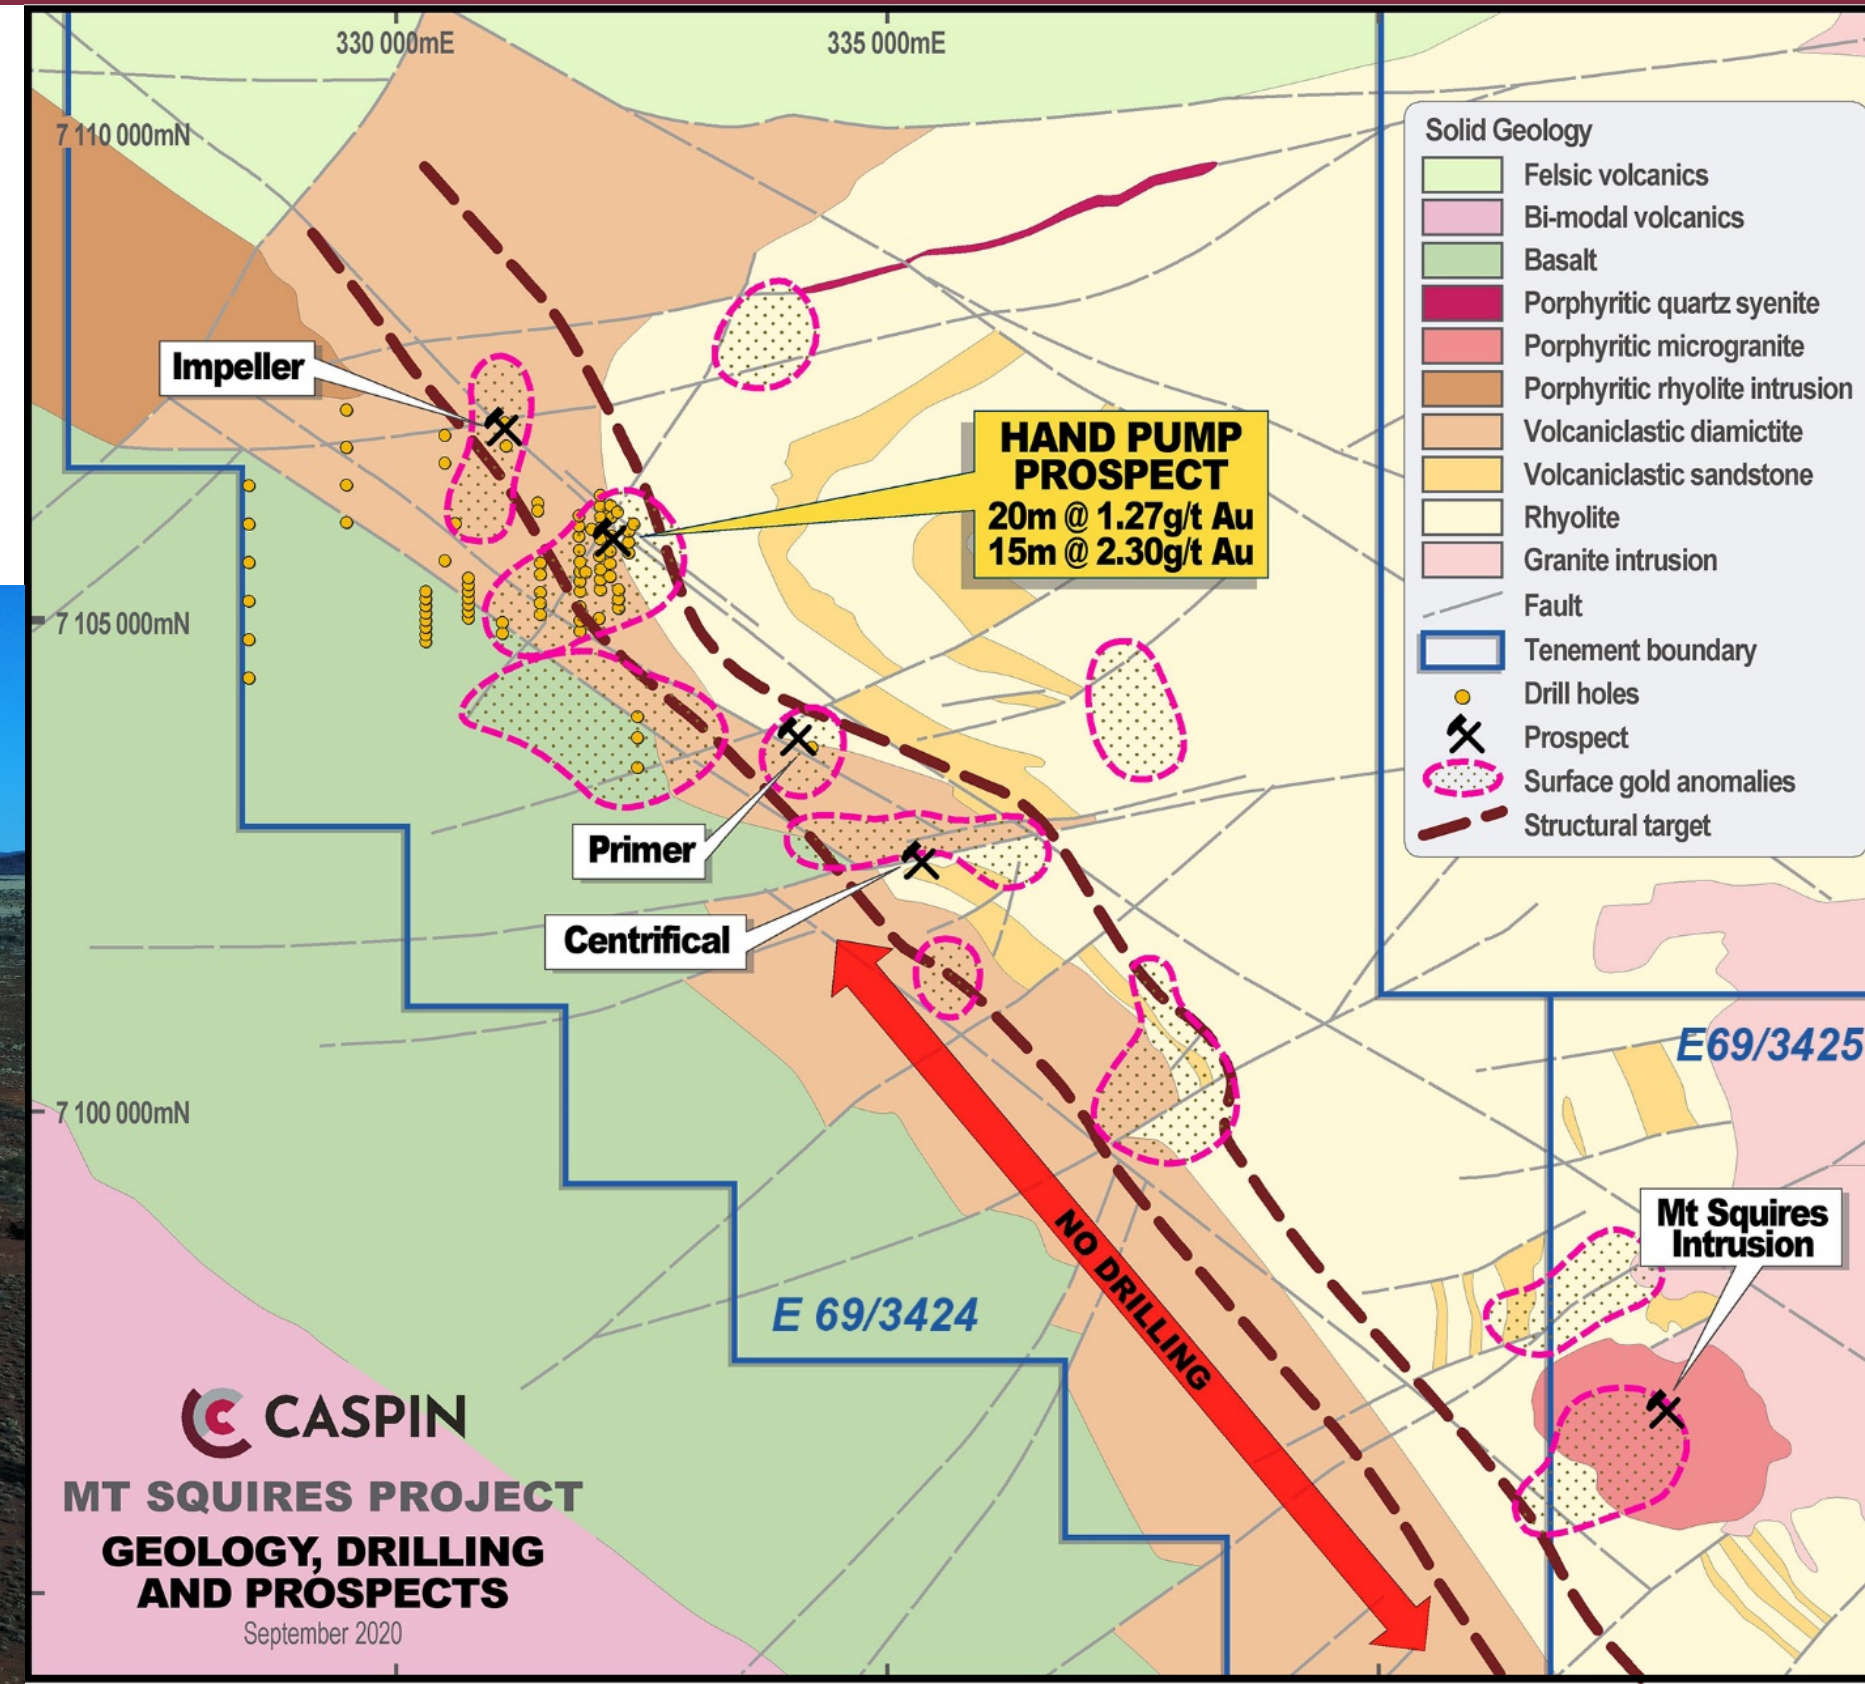 330 000mE
335 000mE
7 110 000mN
Solid Geology
Felsic volcanics
Bi-modal volcanics
Basalt
Porphyritic quartz syenite
Porphyritic microgranite
Porphyritic rhyolite intrusion
Volcaniclastic diamictite
Volcaniclastic sandstone
Rhyolite
Granite intrusion
Fault
Tenement boundary
Drill holes
Prospect
Surface gold anomalies
Structural target
Impeller
HAND PUMP
PROSPECT
20m @ 1.27g/t Au
15m @ 2.30g/t Au
7 105 000mN
Primer
Centrifical
E69/3425
7 100 000mN
Mt Squires
Intrusion
NO DRILLING
E 69/3424
CASPIN
MT SQUIRES PROJECT
GEOLOGY, DRILLING
AND PROSPECTS
September 2020